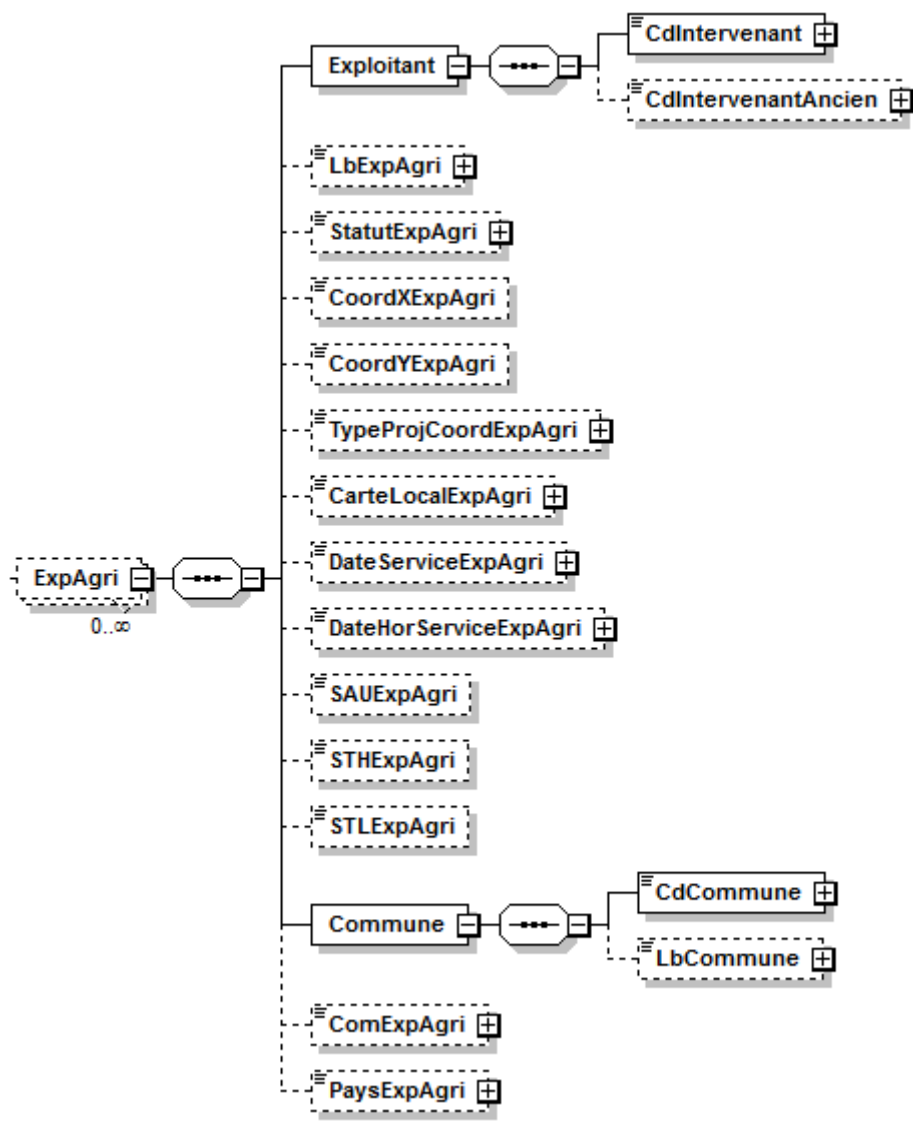 Exploitant
CdIntervenant
CdIntervenantAncien
LbExpAgri
StatutExpAgri
CoordXExpAgri
CoordYExpAgri
TypeProjCoordExpAgri
CarteLocalExpAgri
DateServiceExpAgri
ExpAgri
0..∞
DateHorServiceExpAgri
SAUExpAgri
STHExpAgri
STLExpAgri
Commune
CdCommune
LbCommune
ComExpAgri
PaysExpAgri